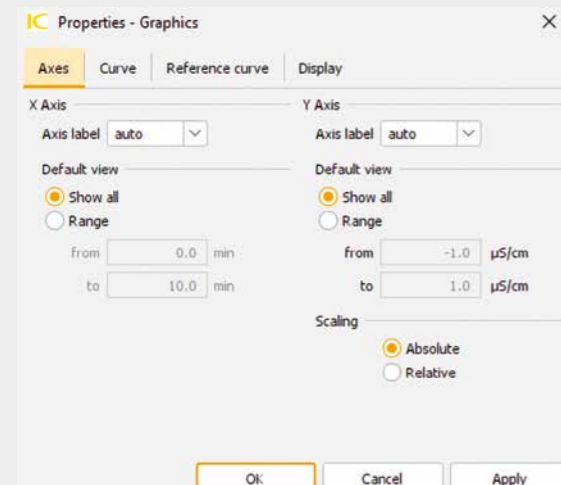 IC Properties - Graphics
Axes Curve Reference curve Display
X Axis Y Axis
Axis label auto Axis label auto
Default view Default view
Show all Show all
Range Range
from 0.0 min from -1.0 µS/cm
to 10.0 min to 1.0 µS/cm
Scaling
Absolute
Relative
OK Cancel Apply